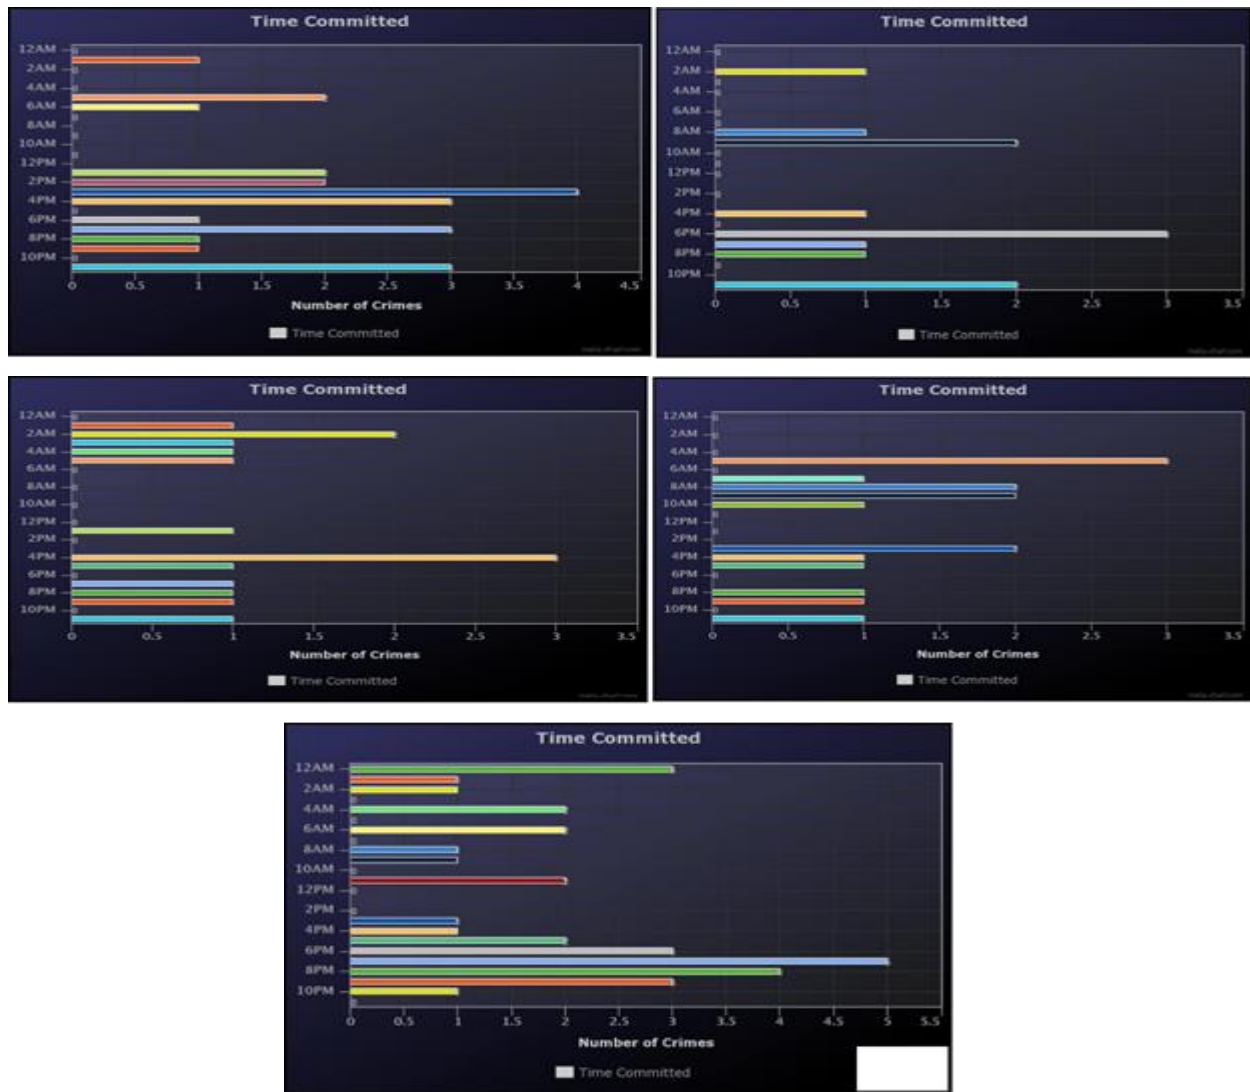 Time Committed
12AM
2AM
4AM
6AM
8AM
10AM
12PM
2PM
4PM
6PM
8PM
10PM
0 0.5 1 1.5 2 2.5 3 3.5 4 4.5
Number of Crimes
Time Committed
Time Committed
12AM
2AM
4AM
6AM
8AM
10AM
12PM
2PM
4PM
6PM
8PM
10PM
0 0.5 1 1.5 2 2.5 3 3.5
Number of Crimes
Time Committed
Time Committed
12AM
2AM
4AM
6AM
8AM
10AM
12PM
2PM
4PM
6PM
8PM
10PM
0 0.5 1 1.5 2 2.5 3 3.5
Number of Crimes
Time Committed
Time Committed
12AM
2AM
4AM
6AM
8AM
10AM
12PM
2PM
4PM
6PM
8PM
10PM
0 0.5 1 1.5 2 2.5 3 3.5
Number of Crimes
Time Committed
Time Committed
12AM
2AM
4AM
6AM
8AM
10AM
12PM
2PM
4PM
6PM
8PM
10PM
0 0.5 1 1.5 2 2.5 3 3.5 4 4.5 5 5.5
Number of Crimes
Time Committed